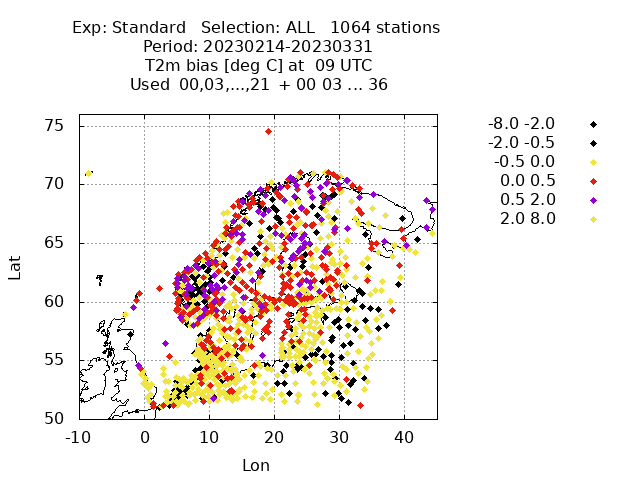 Exp: Standard   Selection: ALL   1064 stations
Period: 20230214-20230331
T2m bias [deg C] at  09 UTC
Used  00,03,...,21  + 00 03 ... 36
-8.0 -2.0
-2.0 -0.5
-0.5 0.0
0.0 0.5
0.5 2.0
2.0 8.0
75
70
65
60
55
50
Lat
-10 0 10 20 30 40
Lon